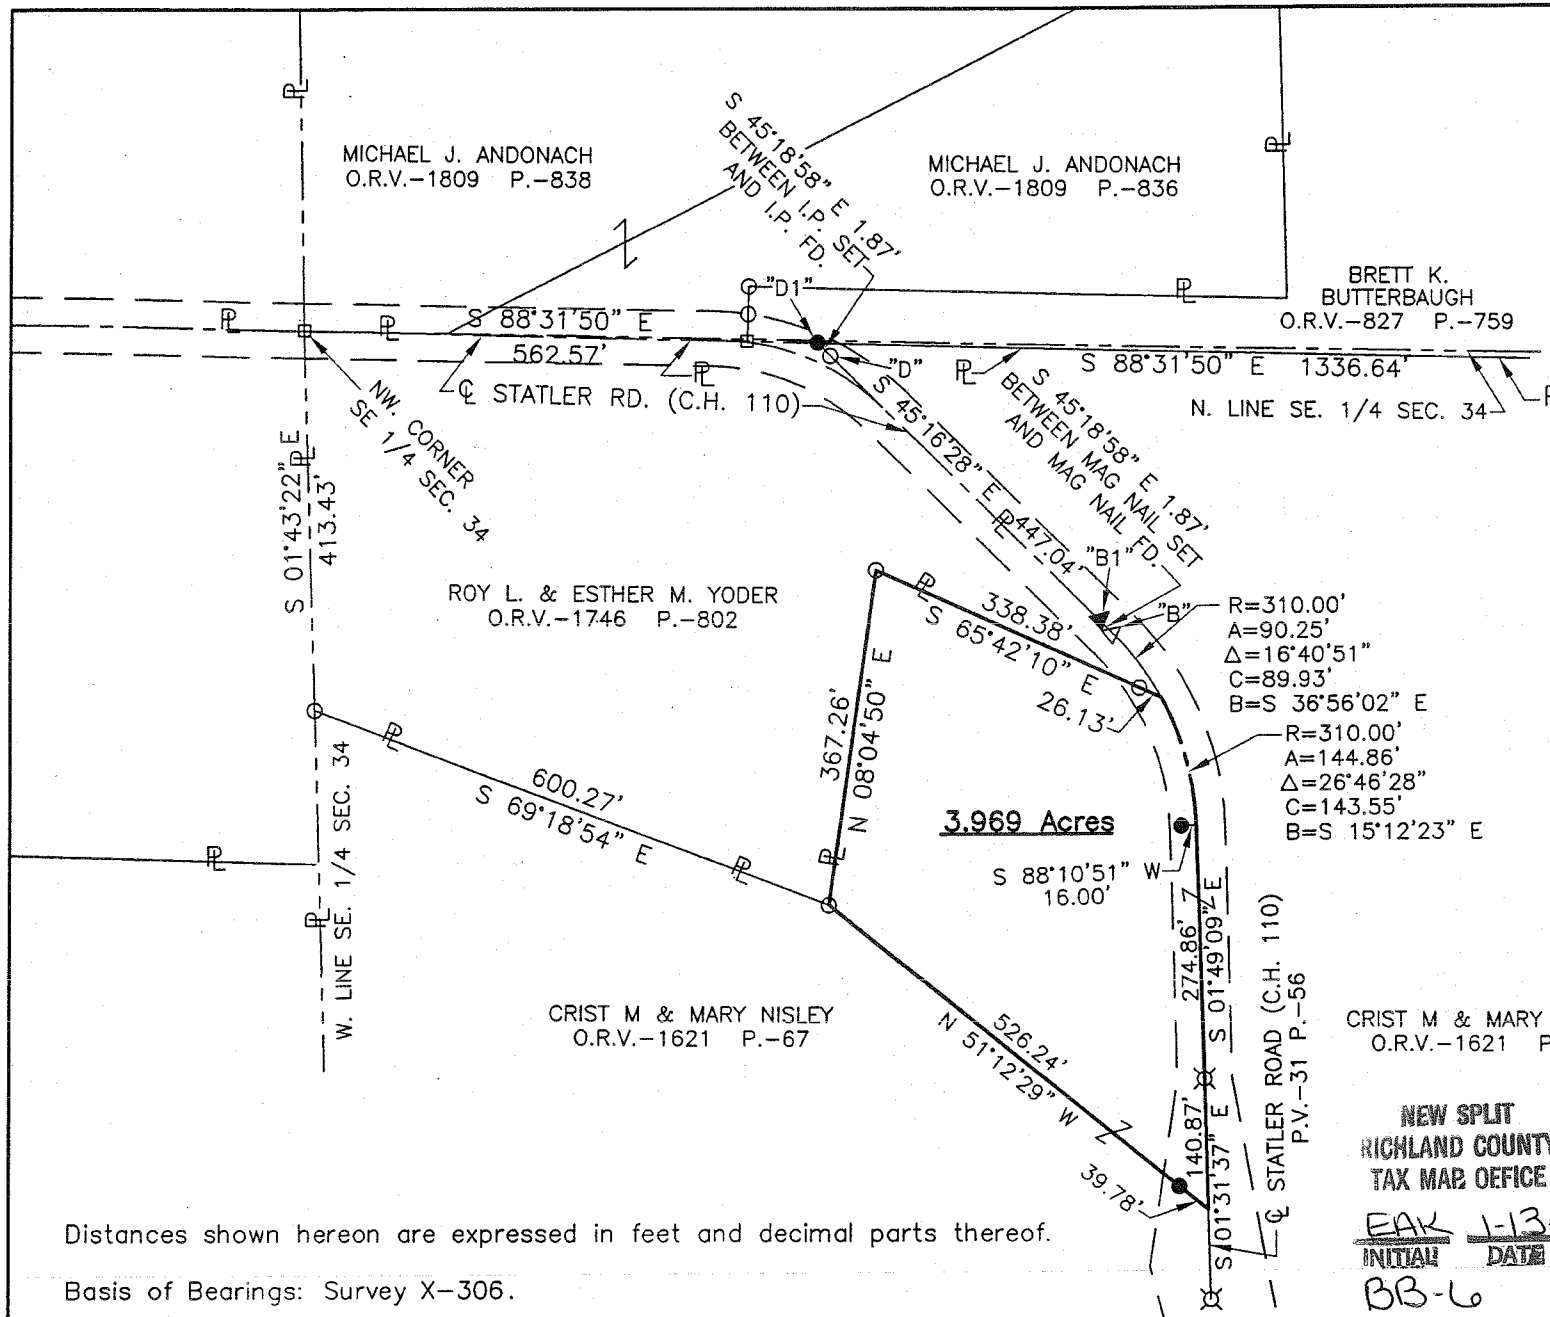 MICHAEL J. ANDONACH
O.R.V.-1809 P.-838
S 45°18'58" E 1.87'
BETWEEN I.P. SET
AND I.P. FD.
MICHAEL J. ANDONACH
O.R.V.-1809 P.-836
BRETT K.
BUTTERBAUGH
O.R.V.-827 P.-759
"D1"
"D"
S 88°31'50" E
562.57'
℄ STATLER RD. (C.H. 110)
S 88°31'50" E 1336.64'
N. LINE SE. 1/4 SEC. 34
NW. CORNER
SE 1/4 SEC. 34
S 01°43'22" E
413.43'
S 45°16'28" E
447.04'
S 45°18'58" E 1.87'
BETWEEN MAG NAIL SET
AND MAG NAIL FD.
"B1"
"B"
R=310.00'
A=90.25'
Δ=16°40'51"
C=89.93'
B=S 36°56'02" E
R=310.00'
A=144.86'
Δ=26°46'28"
C=143.55'
B=S 15°12'23" E
ROY L. & ESTHER M. YODER
O.R.V.-1746 P.-802
338.38'
S 65°42'10" E
26.13'
367.26'
N 08°04'50" E
600.27'
S 69°18'54" E
W. LINE SE. 1/4 SEC. 34
3.969 Acres
S 88°10'51" W
16.00'
274.86'
S 01°49'09" E
CRIST M & MARY NISLEY
O.R.V.-1621 P.-67
526.24'
N 51°12'29" W
39.78'
140.87'
S 01°31'37" E
℄ STATLER ROAD (C.H. 110)
P.V.-31 P.-56
CRIST M & MARY
O.R.V.-1621 P
NEW SPLIT
RICHLAND COUNTY
TAX MAP OFFICE
EAK 1-13
INITIAL DATE
BB-6
Distances shown hereon are expressed in feet and decimal parts thereof.
Basis of Bearings: Survey X-306.